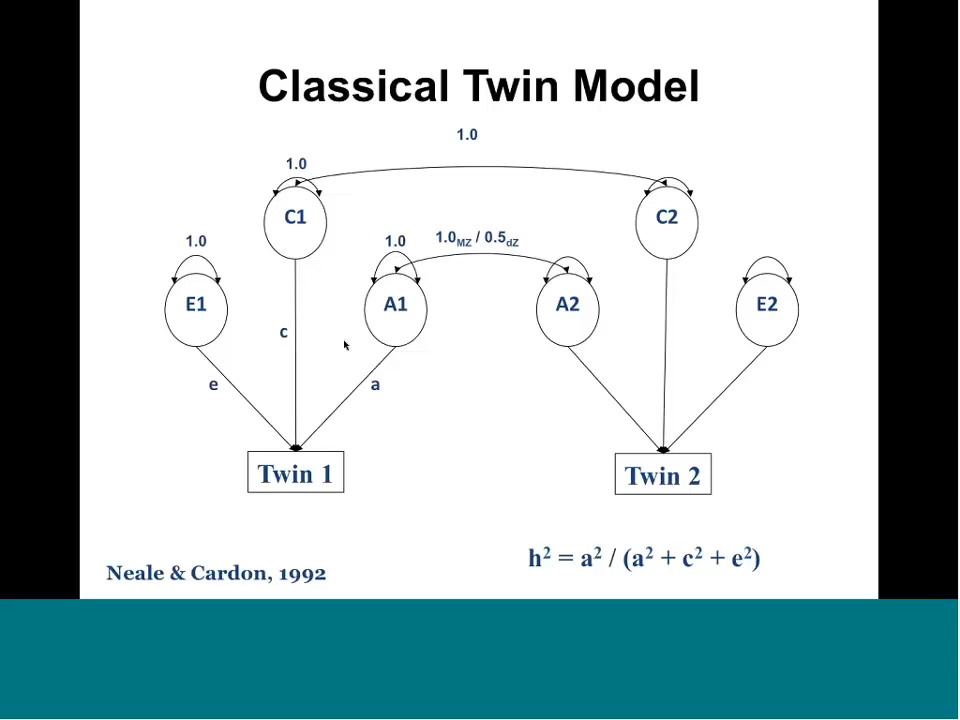 Classical Twin Model
1.0
1.0
C1
C2
1.0
1.0
1.0MZ / 0.5dZ
E1
A1
A2
E2
c
e
a
Twin 1
Twin 2
h² = a² / (a² + c² + e²)
Neale & Cardon, 1992